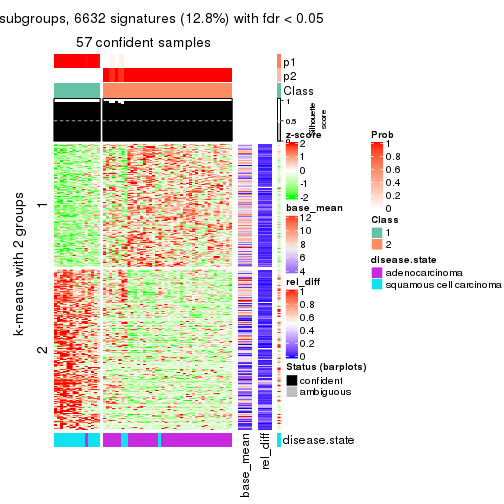 subgroups, 6632 signatures (12.8%) with fdr < 0.05
57 confident samples
p1
p2
Class
1
0.5
0
Silhouette
score
k-means with 2 groups
1
2
z-score
2
1
0
-1
-2
base_mean
12
10
8
6
4
rel_diff
1
0.8
0.6
0.4
0.2
0
Status (barplots)
confident
ambiguous
Prob
1
0.8
0.6
0.4
0.2
0
Class
1
2
disease.state
adenocarcinoma
squamous cell carcinoma
disease.state
base_mean
rel_diff